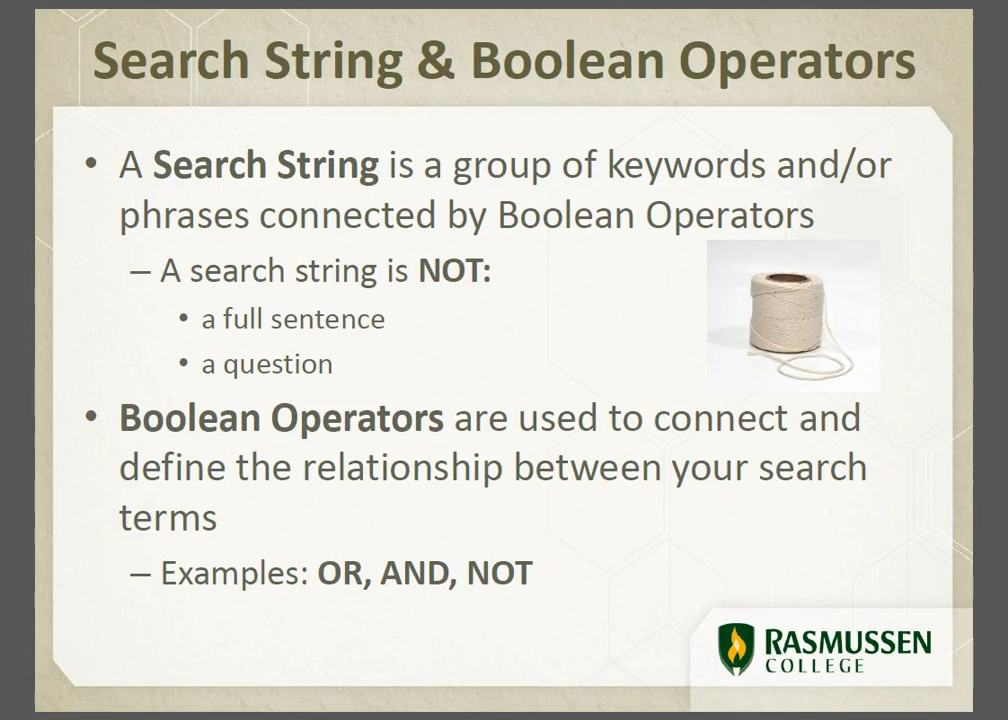 Search String & Boolean Operators
• A Search String is a group of keywords and/or
phrases connected by Boolean Operators
– A search string is NOT:
• a full sentence
• a question
• Boolean Operators are used to connect and
define the relationship between your search
terms
– Examples: OR, AND, NOT
RASMUSSEN
COLLEGE